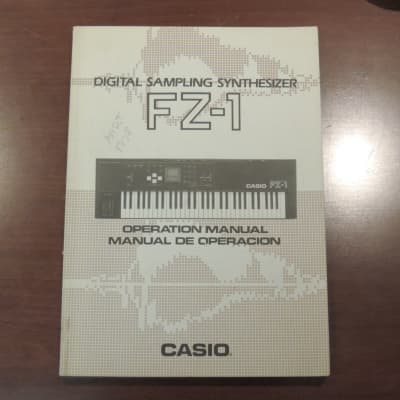 DIGITAL SAMPLING SYNTHESIZER
FZ-1
CASIO FZ-1
OPERATION MANUAL
MANUAL DE OPERACION
CASIO